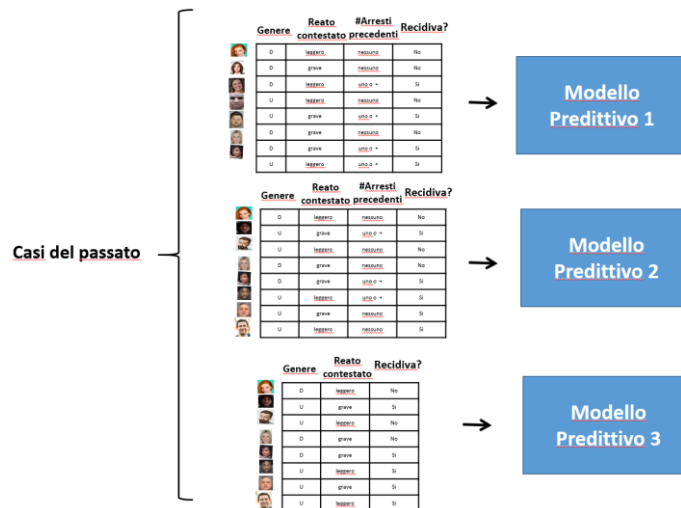 Genere Reato contestato #Arresti precedenti Recidiva?
D leggero nessuno No
D grave nessuno No
D leggero uno o + Si
U leggero nessuno No
U grave uno o + Si
D grave nessuno No
D grave uno o + Si
U leggero uno o + Si
Modello
Predittivo 1
Casi del passato
Genere Reato contestato #Arresti precedenti Recidiva?
D leggero nessuno No
U grave uno o + Si
U leggero nessuno No
D grave nessuno No
D grave uno o + Si
U leggero uno o + Si
U grave nessuno Si
U leggero nessuno Si
Modello
Predittivo 2
Genere Reato contestato Recidiva?
D leggero No
U grave Si
U leggero No
D grave No
D grave Si
U leggero Si
U grave Si
U leggero Si
Modello
Predittivo 3